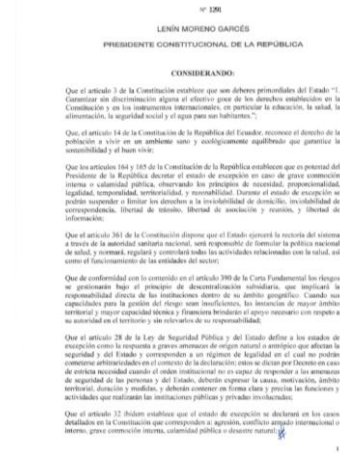 Nº 1291
LENÍN MORENO GARCÉS
PRESIDENTE CONSTITUCIONAL DE LA REPÚBLICA
CONSIDERANDO:
Que el artículo 3 de la Constitución establece que son deberes primordiales del Estado "1.
Garantizar sin discriminación alguna el efectivo goce de los derechos establecidos en la
Constitución y en los instrumentos internacionales, en particular la educación, la salud, la
alimentación, la seguridad social y el agua para sus habitantes.";
Que, el artículo 14 de la Constitución de la República del Ecuador, reconoce el derecho de la
población a vivir en un ambiente sano y ecológicamente equilibrado que garantice la
sostenibilidad y el buen vivir;
Que los artículos 164 y 165 de la Constitución de la República establecen que es potestad del
Presidente de la República decretar el estado de excepción en caso de grave conmoción
interna o calamidad pública, observando los principios de necesidad, proporcionalidad,
legalidad, temporalidad, territorialidad, y razonabilidad. Durante el estado de excepción se
podrán suspender o limitar los derechos a la inviolabilidad de domicilio, inviolabilidad de
correspondencia, libertad de tránsito, libertad de asociación y reunión, y libertad de
información;
Que el artículo 361 de la Constitución dispone que el Estado ejercerá la rectoría del sistema
a través de la autoridad sanitaria nacional, será responsable de formular la política nacional
de salud, y normará, regulará y controlará todas las actividades relacionadas con la salud, así
como el funcionamiento de las entidades del sector;
Que de conformidad con lo contenido en el artículo 390 de la Carta Fundamental los riesgos
se gestionarán bajo el principio de descentralización subsidiaria, que implicará la
responsabilidad directa de las instituciones dentro de su ámbito geográfico. Cuando sus
capacidades para la gestión del riesgo sean insuficientes, las instancias de mayor ámbito
territorial y mayor capacidad técnica y financiera brindarán el apoyo necesario con respeto a
su autoridad en el territorio y sin relevarlos de su responsabilidad;
Que el artículo 28 de la Ley de Seguridad Pública y del Estado define a los estados de
excepción como la respuesta a graves amenazas de origen natural o antrópico que afectan la
seguridad y del Estado y corresponden a un régimen de legalidad en el cual no podrán
cometerse arbitrariedades en el contexto de la declaración; estos se dictan por Decreto en caso
de estricta necesidad cuando el orden institucional no es capaz de responder a las amenazas
de seguridad de las personas y del Estado, deberán expresar la causa, motivación, ámbito
territorial, duración y medidas, y deberán contener en forma clara y precisa las funciones y
actividades que realizarán las instituciones públicas y privadas involucradas;
Que el artículo 32 ibídem establece que el estado de excepción se declarará en los casos
detallados en la Constitución que corresponden a: agresión, conflicto armado internacional o
interno, grave conmoción interna, calamidad pública o desastre natural;
1